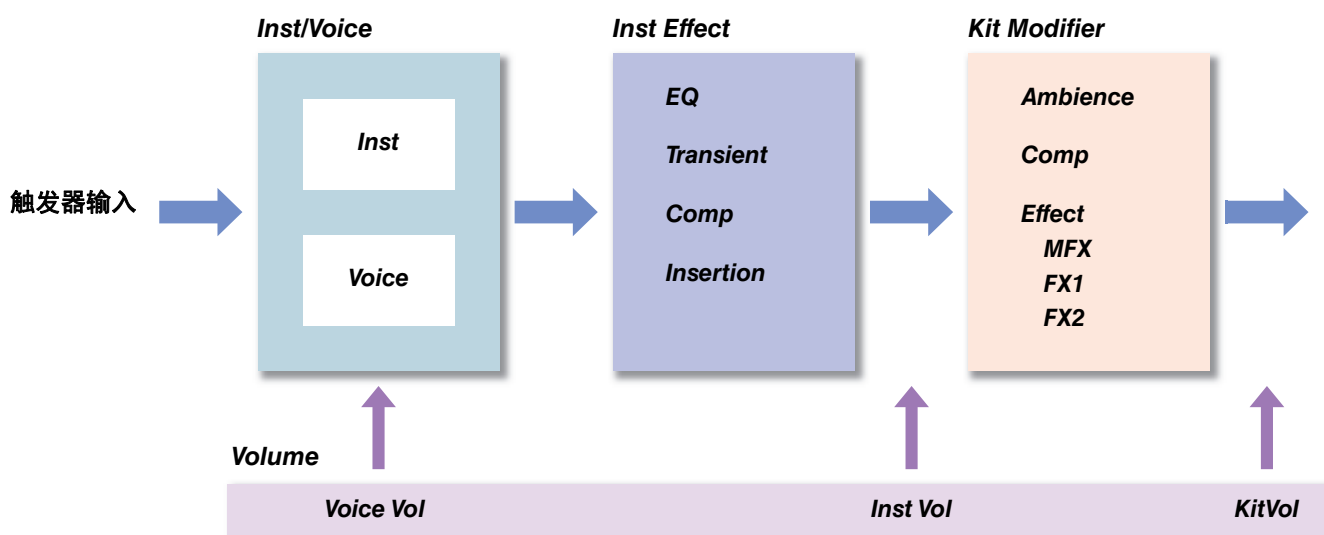 Inst/Voice
Inst Effect
Kit Modifier
触发器输入
Inst
Voice
EQ
Transient
Comp
Insertion
Ambience
Comp
Effect
MFX
FX1
FX2
Volume
Voice Vol
Inst Vol
KitVol